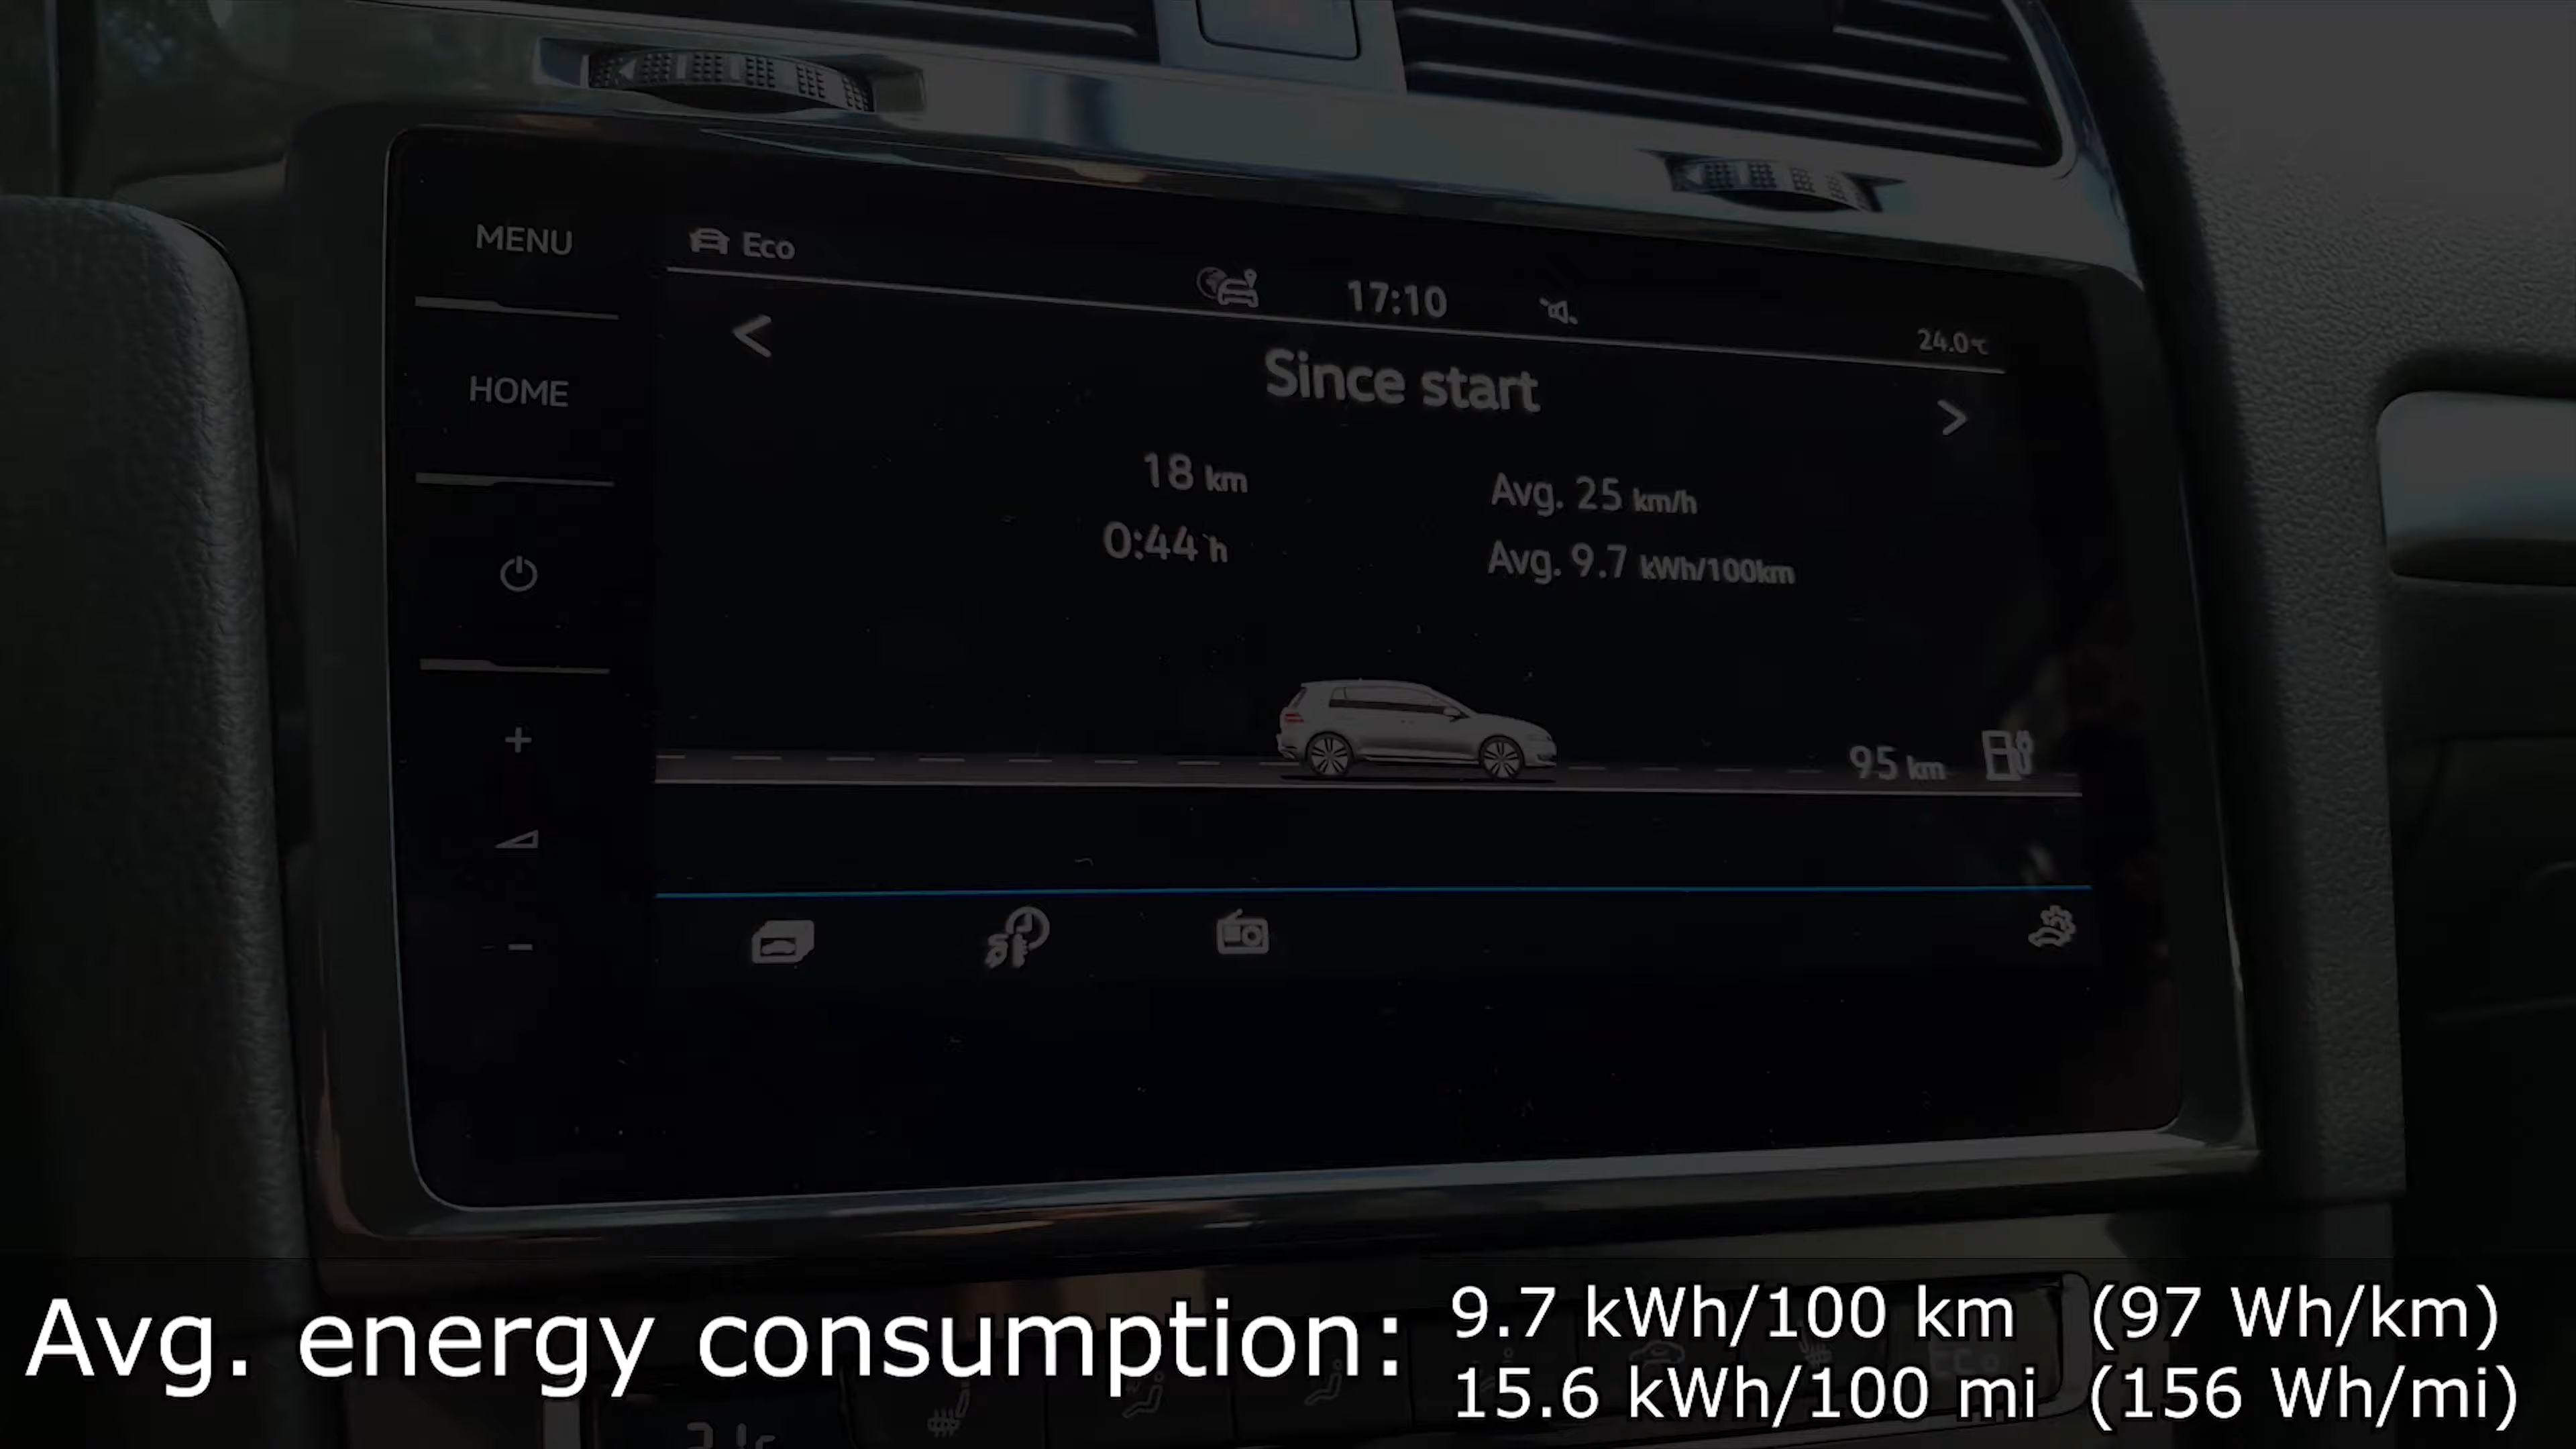 MENU
Eco
17:10
24.0°C
HOME
<
Since start
>
18 km
Avg. 25 km/h
0:44 h
Avg. 9.7 kWh/100km
+
95 km
−
Avg. energy consumption:
9.7 kWh/100 km (97 Wh/km)
15.6 kWh/100 mi (156 Wh/mi)